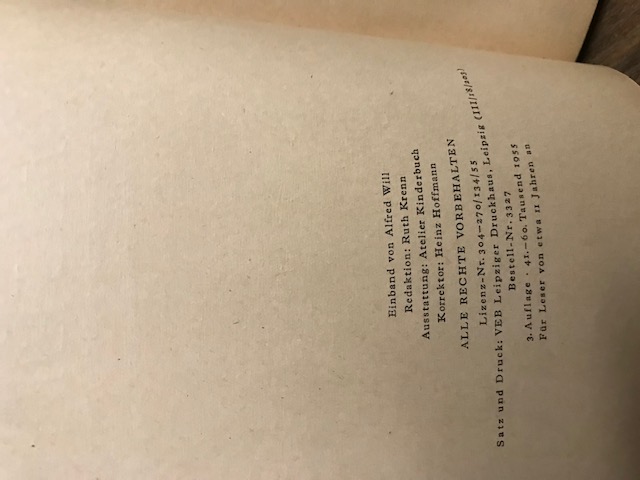 Einband von Alfred Will
Redaktion: Ruth Krenn
Ausstattung: Atelier Kinderbuch
Korrektor: Heinz Hoffmann
ALLE RECHTE VORBEHALTEN
Lizenz-Nr. 304–270/134/55
Satz und Druck: VEB Leipziger Druckhaus, Leipzig (III/18/203)
Bestell-Nr. 3327
3. Auflage · 41.–60. Tausend 1955
Für Leser von etwa 11 Jahren an